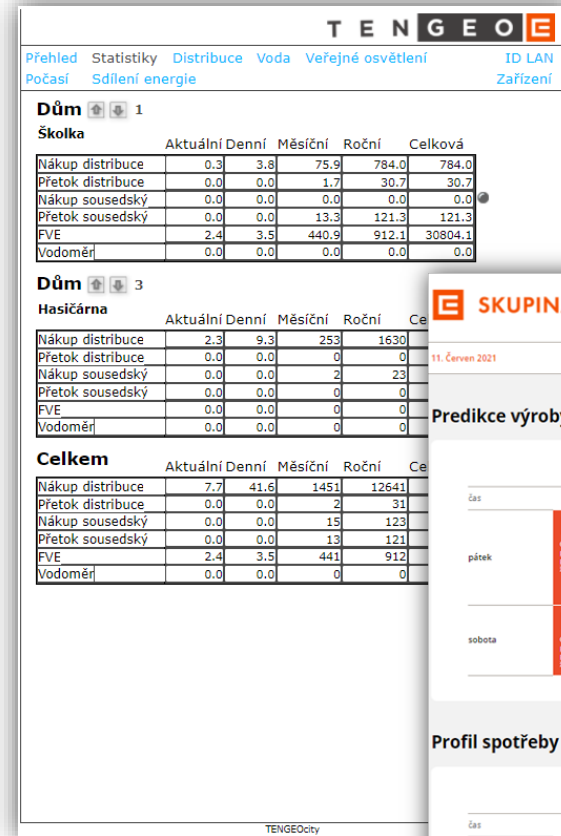 TENGEO
Přehled Statistiky Distribuce Voda Veřejné osvětlení ID LAN
Počasí Sdílení energie Zařízení
Dům 1
Školka
Aktuální Denní Měsíční Roční Celková
Nákup distribuce 0.3 3.8 75.9 784.0 784.0
Přetok distribuce 0.0 0.0 1.7 30.7 30.7
Nákup sousedský 0.0 0.0 0.0 0.0 0.0
Přetok sousedský 0.0 0.0 13.3 121.3 121.3
FVE 2.4 3.5 440.9 912.1 30804.1
Vodoměr 0.0 0.0 0.0 0.0 0.0
Dům 3
Hasičárna
Aktuální Denní Měsíční Roční Ce
Nákup distribuce 2.3 9.3 253 1630
Přetok distribuce 0.0 0.0 0 0
Nákup sousedský 0.0 0.0 2 23
Přetok sousedský 0.0 0.0 0 0
FVE 0.0 0.0 0 0
Vodoměr 0.0 0.0 0 0
Celkem
Aktuální Denní Měsíční Roční Ce
Nákup distribuce 7.7 41.6 1451 12641
Přetok distribuce 0.0 0.0 2 31
Nákup sousedský 0.0 0.0 15 123
Přetok sousedský 0.0 0.0 13 121
FVE 2.4 3.5 441 912
Vodoměr 0.0 0.0 0 0
TENGEOcity
SKUPIN
11. Červen 2021
Predikce výroby
čas
pátek
sobota
Profil spotřeby
čas